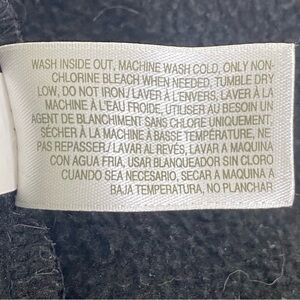 WASH INSIDE OUT, MACHINE WASH COLD, ONLY NON-
CHLORINE BLEACH WHEN NEEDED, TUMBLE DRY
LOW, DO NOT IRON/ LAVER À L'ENVERS, LAVER À LA
MACHINE À L'EAU FROIDE, UTILISER AU BESOIN UN
AGENT DE BLANCHIMENT SANS CHLORE UNIQUEMENT,
SÉCHER À LA MACHINE À BASSE TEMPÉRATURE, NE
PAS REPASSER/ LAVAR AL REVÉS, LAVAR A MAQUINA
CON AGUA FRIA, USAR BLANQUEADOR SIN CLORO
CUANDO SEA NECESARIO, SECAR A MAQUINA A
BAJA TEMPERATURA, NO PLANCHAR